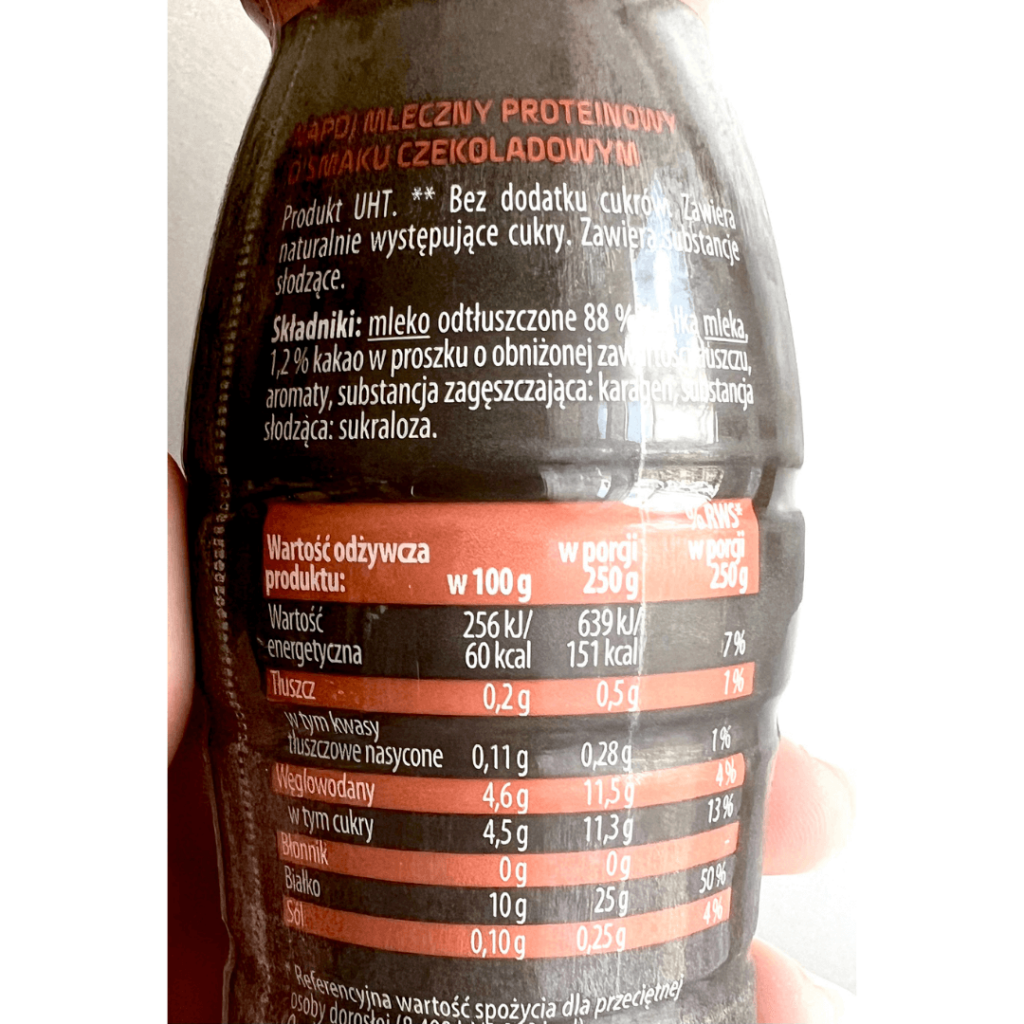 NAPÓJ MLECZNY PROTEINOWY
O SMAKU CZEKOLADOWYM
Produkt UHT. ** Bez dodatku cukrów. Zawiera
naturalnie występujące cukry. Zawiera substancje
słodzące.
Składniki: mleko odtłuszczone 88 % mleka,
1,2 % kakao w proszku o obniżonej zawartości tłuszczu,
aromaty, substancja zagęszczająca: karagen, substancja
słodząca: sukraloza.
Wartość odżywcza produktu: w 100 g w porcji 250 g % RWS* w porcji 250 g
Wartość energetyczna 256 kJ/ 60 kcal 639 kJ/ 151 kcal 7 %
Tłuszcz 0,2 g 0,5 g 1 %
w tym kwasy tłuszczowe nasycone 0,11 g 0,28 g 1 %
Węglowodany 4,6 g 11,5 g 4 %
w tym cukry 4,5 g 11,3 g 13 %
Błonnik 0 g 0 g -
Białko 10 g 25 g 50 %
Sól 0,10 g 0,25 g 4 %
* Referencyjna wartość spożycia dla przeciętnej
osoby dorosłej